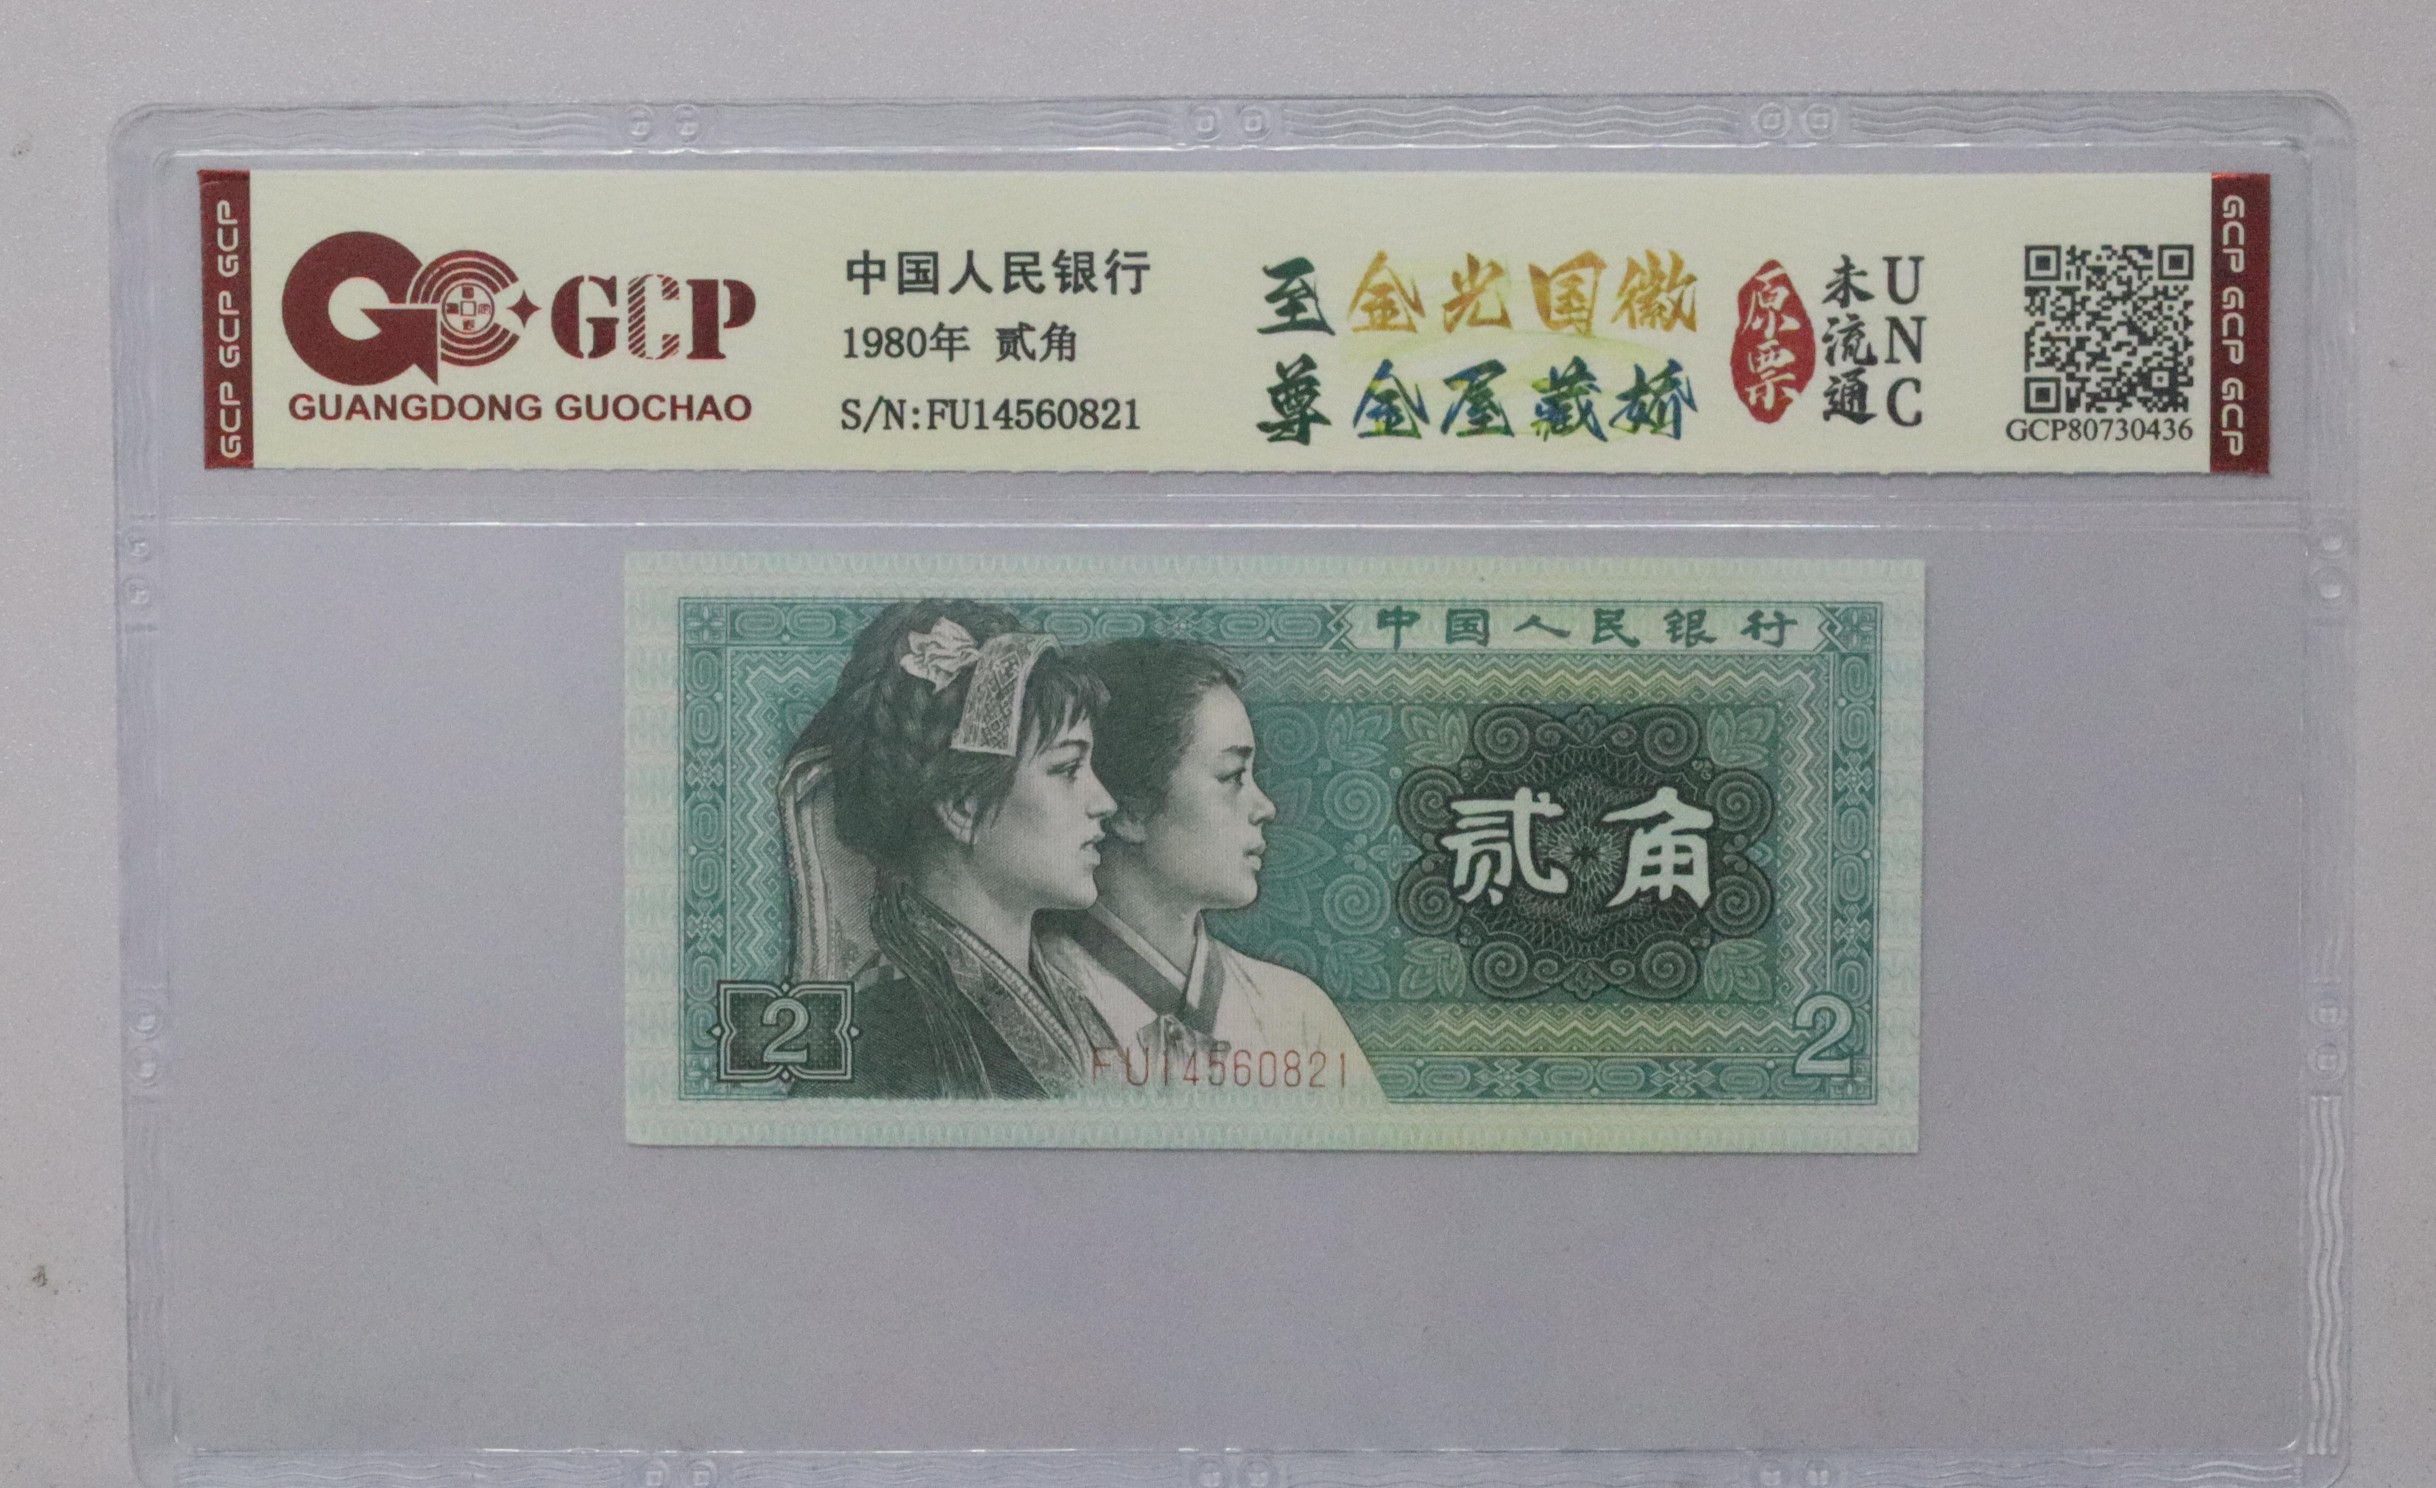 GCP GCP GCP
GCP
GUANGDONG GUOCHAO
中国人民银行
1980年 贰角
S/N:FU14560821
至尊
金光国徽
金屋藏娇
原票
未流通
UNC
GCP80730436
GCP GCP GCP
中国人民银行
贰角
2
FU14560821
2